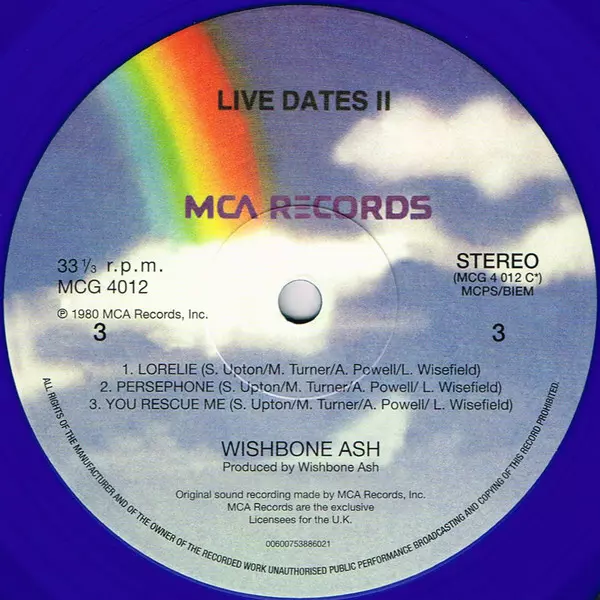 LIVE DATES II
MCA RECORDS
33 1/3 r.p.m.
MCG 4012
℗ 1980 MCA Records, Inc.
STEREO
(MCG 4 012 C*)
MCPS/BIEM
3
3
1. LORELIE (S. Upton/M. Turner/A. Powell/L. Wisefield)
2. PERSEPHONE (S. Upton/M. Turner/A. Powell/ L. Wisefield)
3. YOU RESCUE ME (S. Upton/M. Turner/A. Powell/ L. Wisefield)
WISHBONE ASH
Produced by Wishbone Ash
Original sound recording made by MCA Records, Inc.
MCA Records are the exclusive
Licensees for the U.K.
00600753886021
ALL RIGHTS OF THE MANUFACTURER AND OF THE OWNER OF THE RECORDED WORK UNAUTHORISED PUBLIC PERFORMANCE BROADCASTING AND COPYING OF THIS RECORD PROHIBITED.